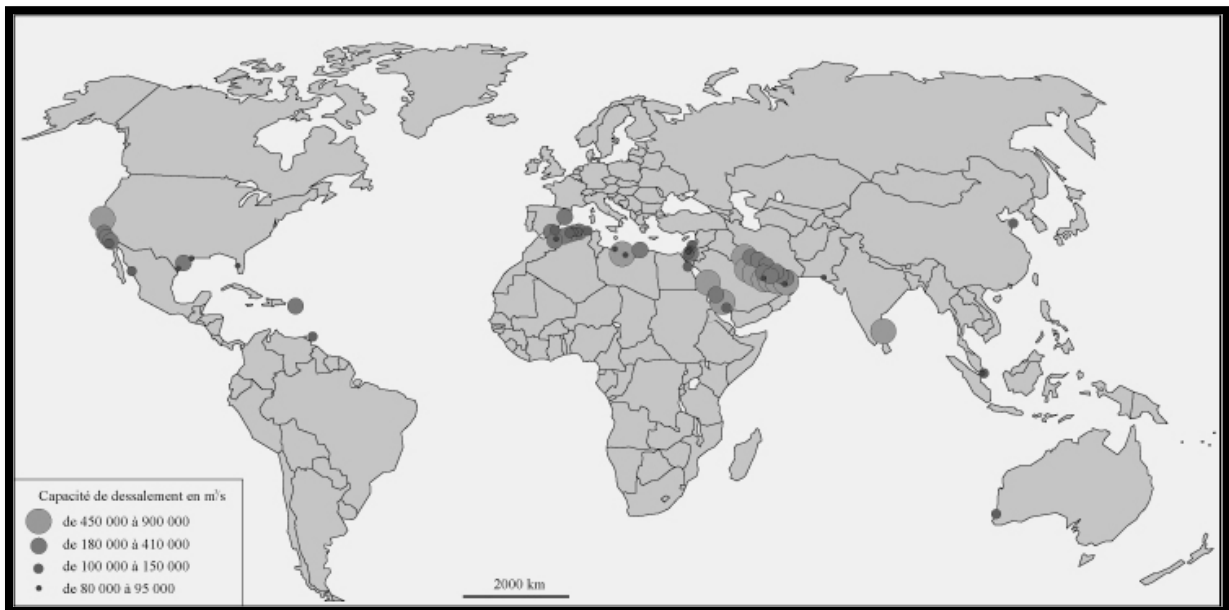 Capacité de dessalement en m³/s
de 450 000 à 900 000
de 180 000 à 410 000
de 100 000 à 150 000
de 80 000 à 95 000
2000 km